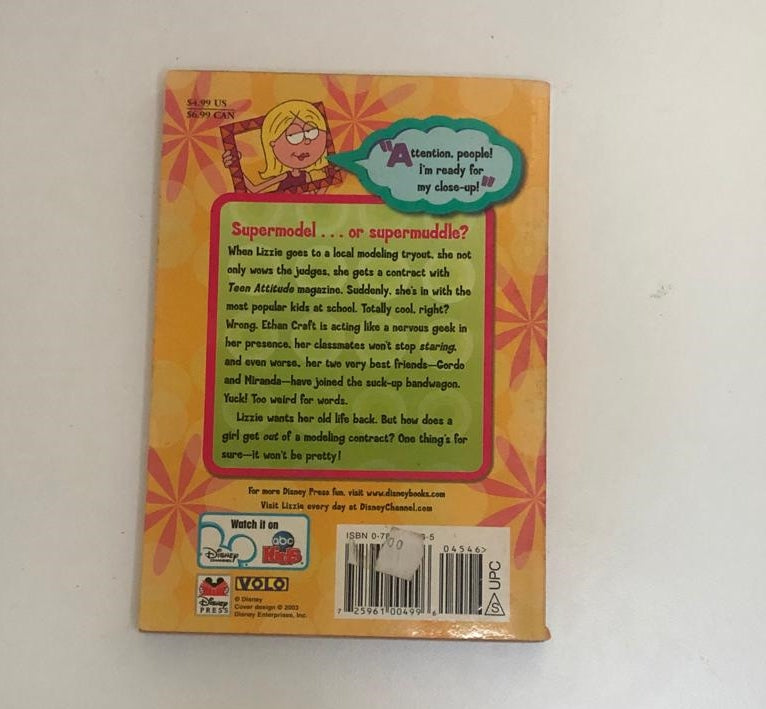 $4.99 US
$6.99 CAN
"Attention, people!
I'm ready for
my close-up!"
Supermodel . . . or supermuddle?
When Lizzie goes to a local modeling tryout, she not
only wows the judges, she gets a contract with
Teen Attitude magazine. Suddenly, she's in with the
most popular kids at school. Totally cool, right?
Wrong. Ethan Craft is acting like a nervous geek in
her presence, her classmates won't stop staring,
and even worse, her two very best friends—Gordo
and Miranda—have joined the suck-up bandwagon.
Yuck! Too weird for words.
Lizzie wants her old life back. But how does a
girl get out of a modeling contract? One thing's for
sure—it won't be pretty!
For more Disney Press fun, visit www.disneybooks.com
Visit Lizzie every day at DisneyChannel.com
Watch it on
Disney
CHANNEL
abc
Kids
Disney
PRESS
VOLO
© Disney
Cover design © 2003
Disney Enterprises, Inc.
ISBN 0-7
-5
04546>
7 25961 00499 6
UPC
S